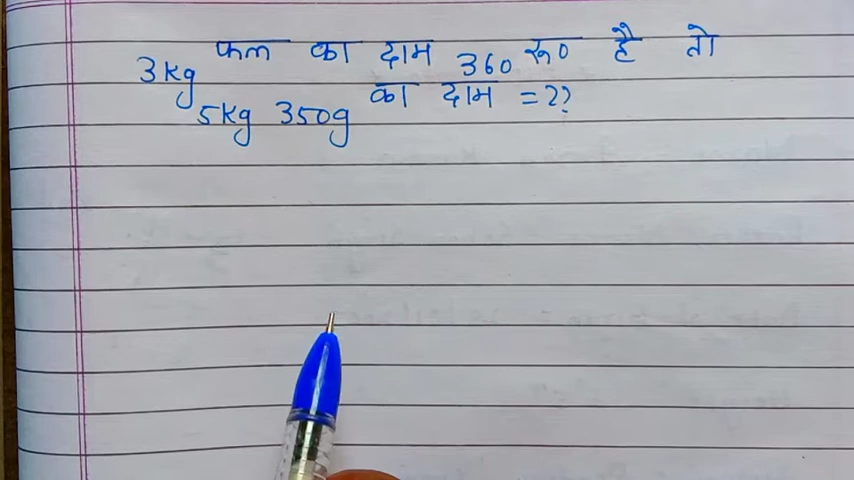 3kg फल का दाम 360 रू० है तो
5kg 350g का दाम = ??